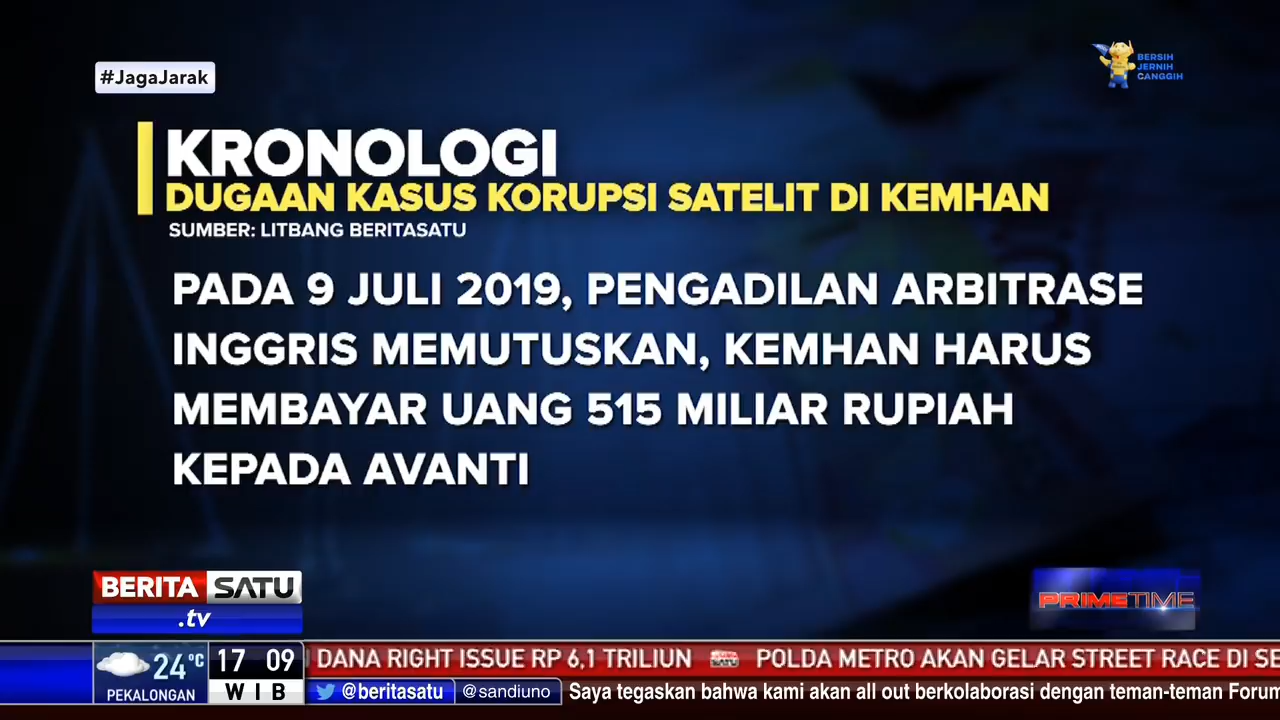 #JagaJarak
BERSIH
JERNIH
CANGGIH
KRONOLOGI
DUGAAN KASUS KORUPSI SATELIT DI KEMHAN
SUMBER: LITBANG BERITASATU
PADA 9 JULI 2019, PENGADILAN ARBITRASE
INGGRIS MEMUTUSKAN, KEMHAN HARUS
MEMBAYAR UANG 515 MILIAR RUPIAH
KEPADA AVANTI
BERITA SATU
.tv
PRIMETIME
24°C
PEKALONGAN
17 09
WIB
DANA RIGHT ISSUE RP 6,1 TRILIUN POLDA METRO AKAN GELAR STREET RACE DI SE
@beritasatu @sandiuno Saya tegaskan bahwa kami akan all out berkolaborasi dengan teman-teman Forum